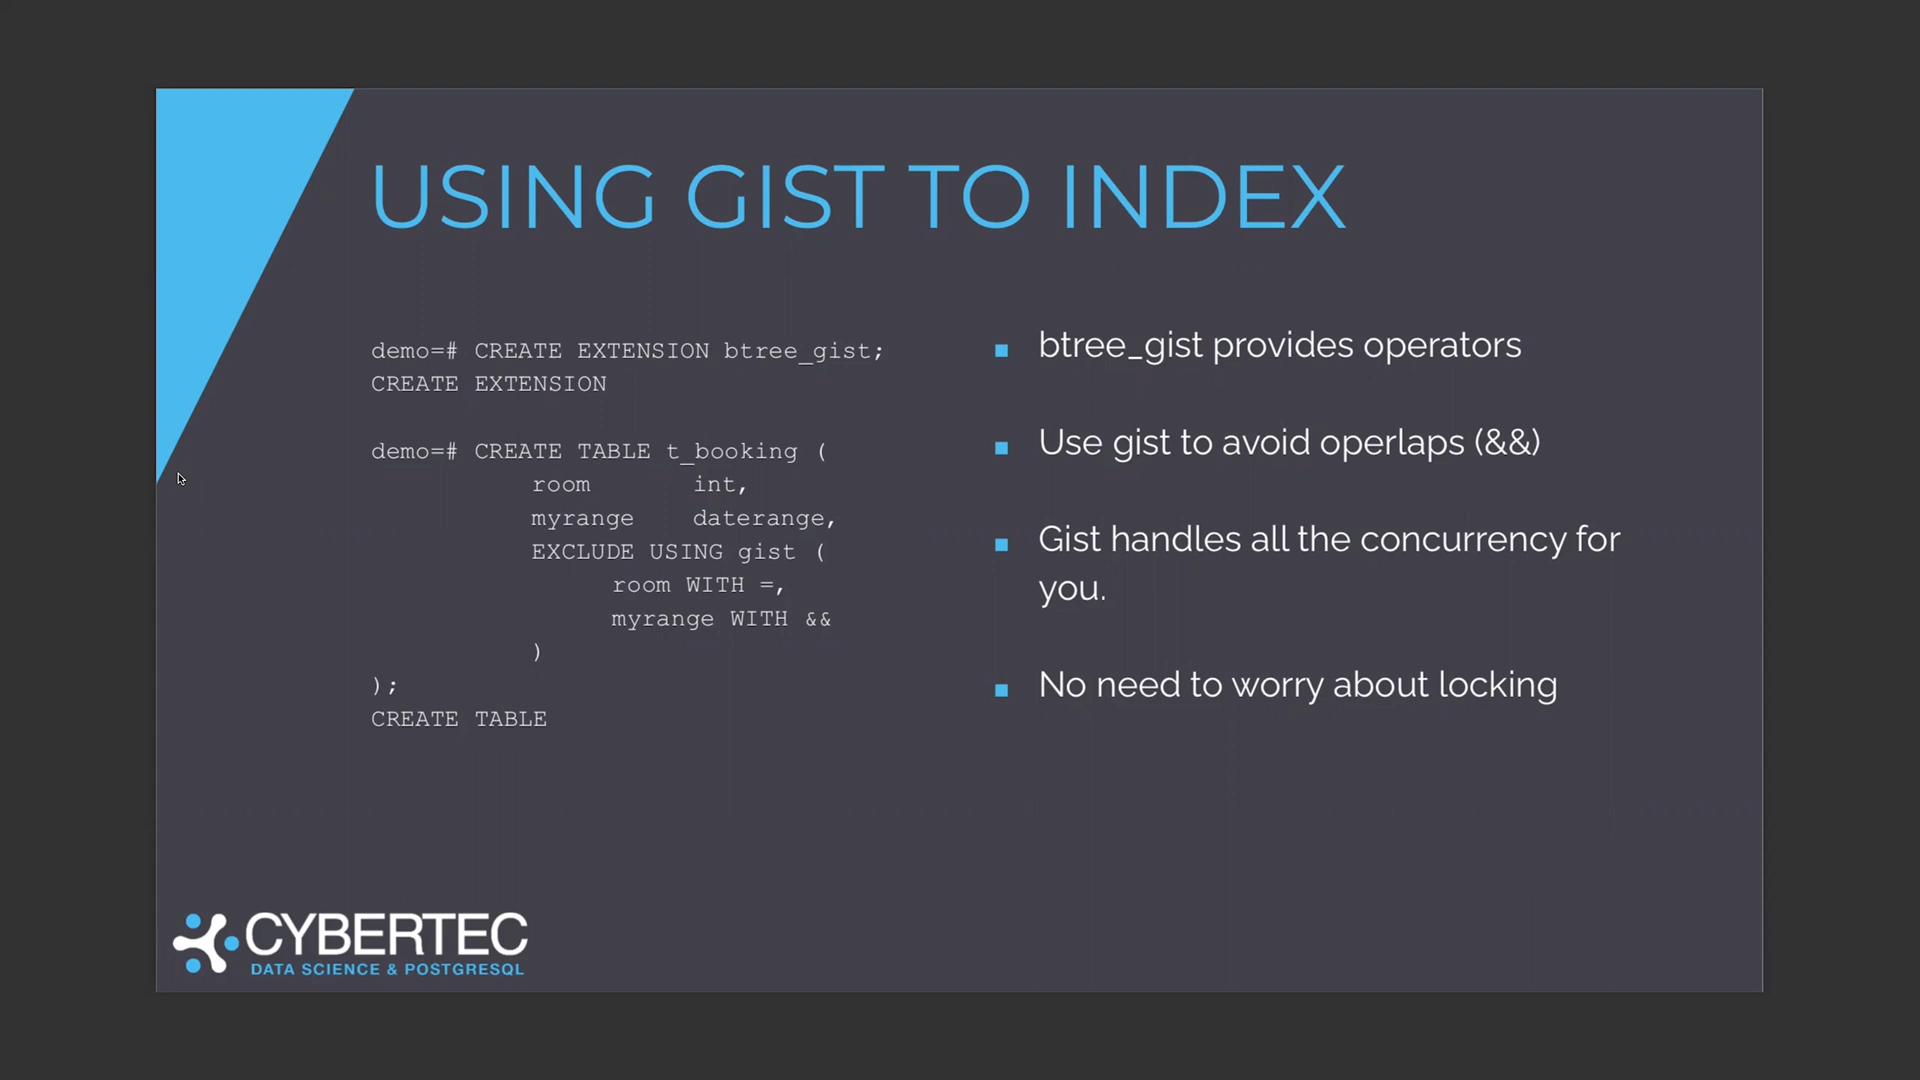 USING GIST TO INDEX
demo=# CREATE EXTENSION btree_gist;
CREATE EXTENSION
demo=# CREATE TABLE t_booking (
room int,
myrange daterange,
EXCLUDE USING gist (
room WITH =,
myrange WITH &&
)
);
CREATE TABLE
btree_gist provides operators
Use gist to avoid operlaps (&&)
Gist handles all the concurrency for
you.
No need to worry about locking
CYBERTEC
DATA SCIENCE & POSTGRESQL